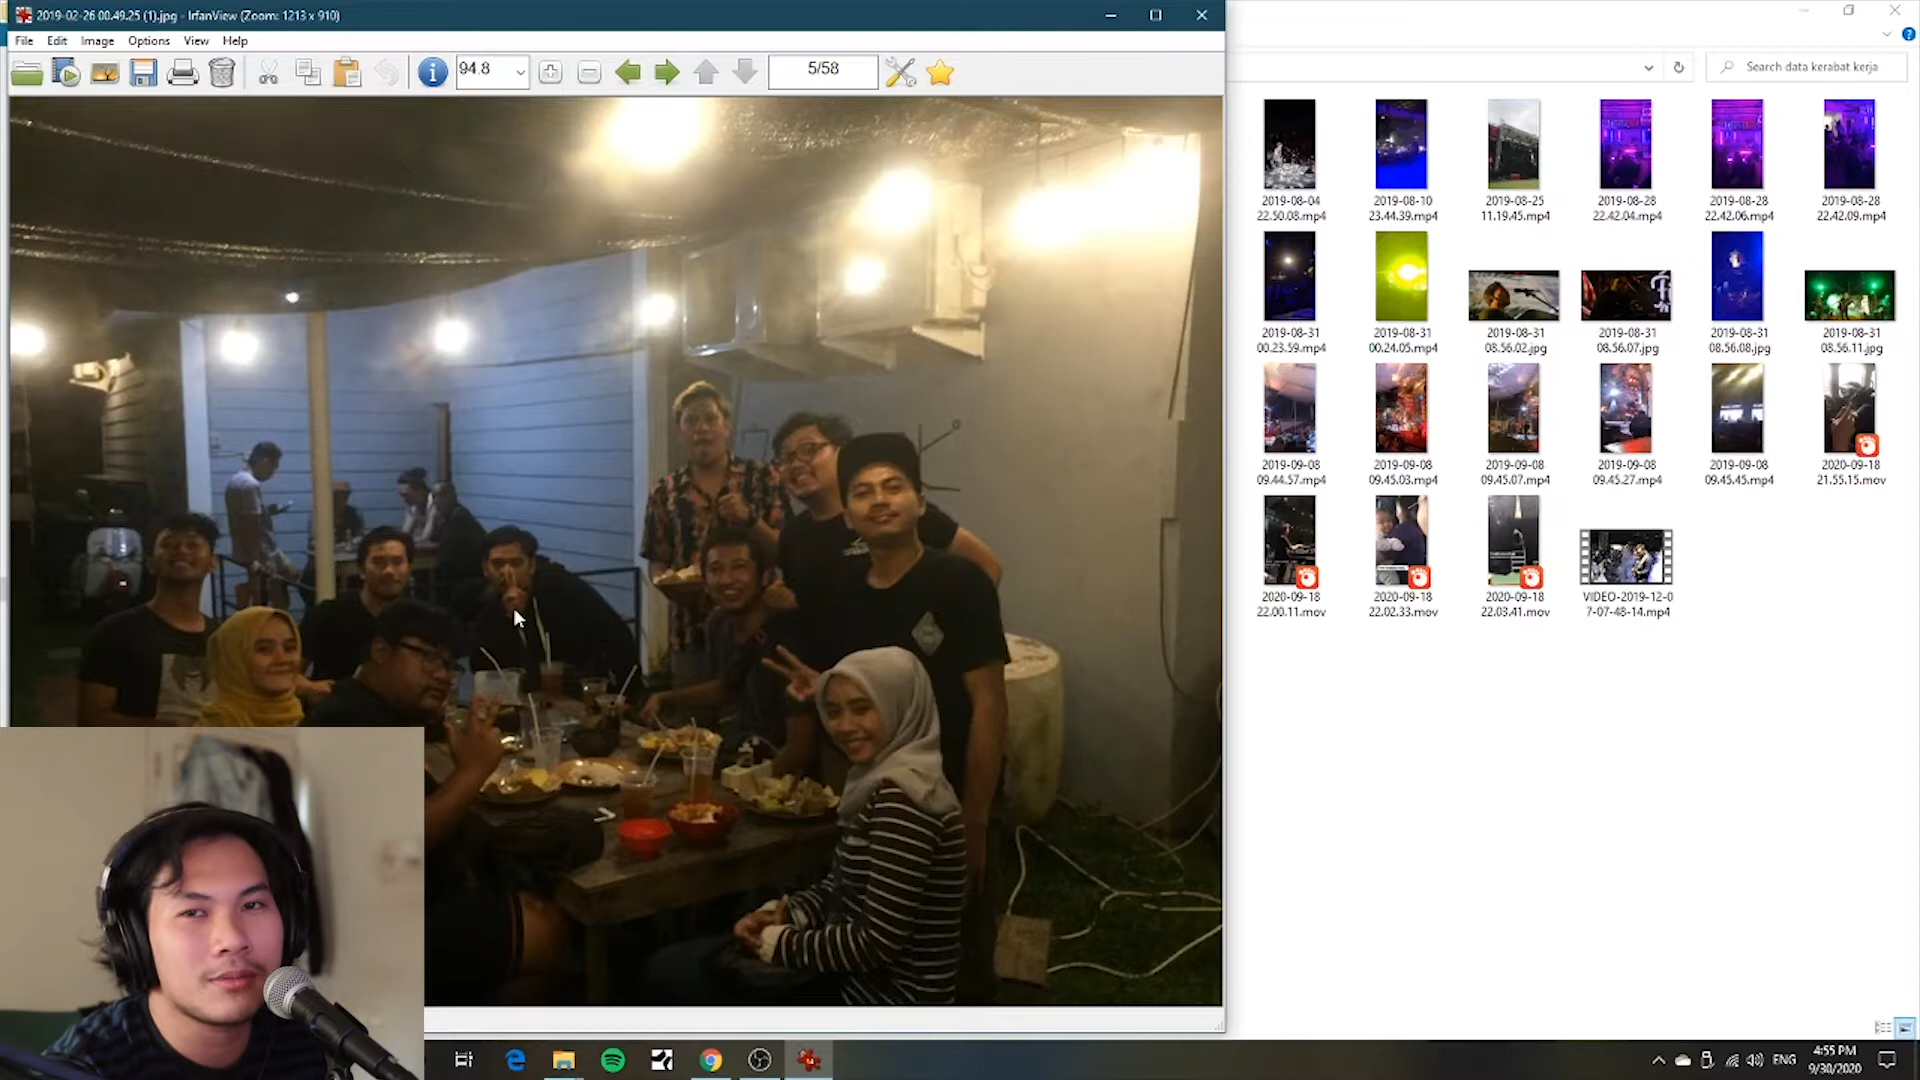 2019-02-26 00.49.25 (1).jpg - IrfanView (Zoom: 1213 x 910)
File Edit Image Options View Help
94.8
5/58
Search data kerabat kerja
2019-08-04 22.50.08.mp4
2019-08-10 23.44.39.mp4
2019-08-25 11.19.45.mp4
2019-08-28 22.42.04.mp4
2019-08-28 22.42.06.mp4
2019-08-28 22.42.09.mp4
2019-08-31 00.23.59.mp4
2019-08-31 00.24.05.mp4
2019-08-31 08.56.02.jpg
2019-08-31 08.56.07.jpg
2019-08-31 08.56.08.jpg
2019-08-31 08.56.11.jpg
2019-09-08 09.44.57.mp4
2019-09-08 09.45.03.mp4
2019-09-08 09.45.07.mp4
2019-09-08 09.45.27.mp4
2019-09-08 09.45.45.mp4
2020-09-18 21.55.15.mov
2020-09-18 22.00.11.mov
2020-09-18 22.02.33.mov
2020-09-18 22.03.41.mov
VIDEO-2019-12-07-07-48-14.mp4
ENG
4:55 PM
9/30/2020